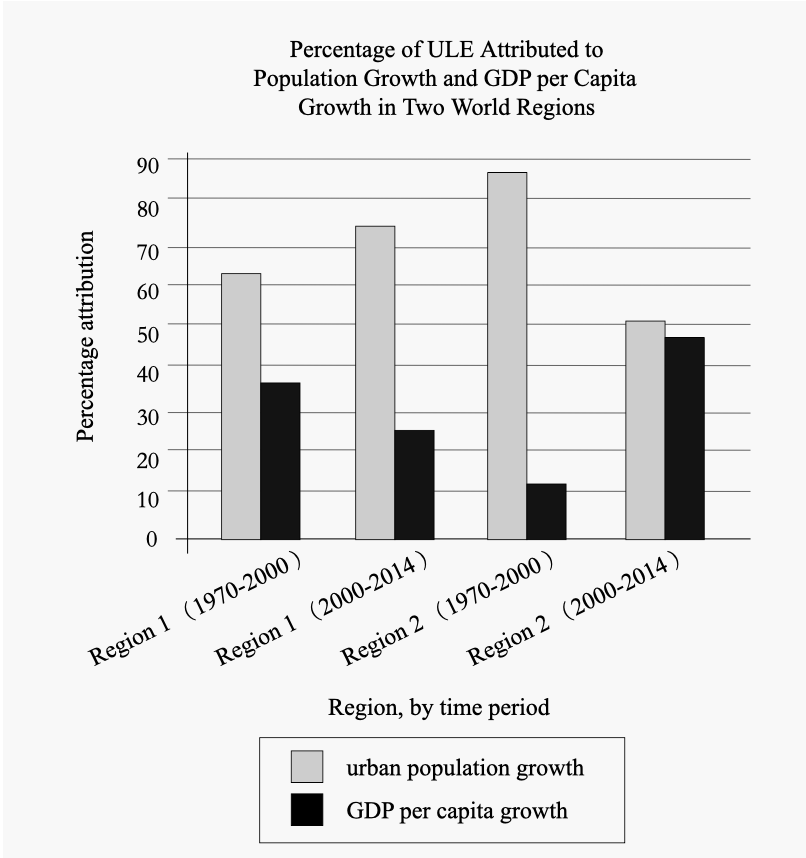 Percentage of ULE Attributed to
Population Growth and GDP per Capita
Growth in Two World Regions
Percentage attribution
90
80
70
60
50
40
30
20
10
0
Region 1（1970-2000）
Region 1（2000-2014）
Region 2（1970-2000）
Region 2（2000-2014）
Region, by time period
urban population growth
GDP per capita growth